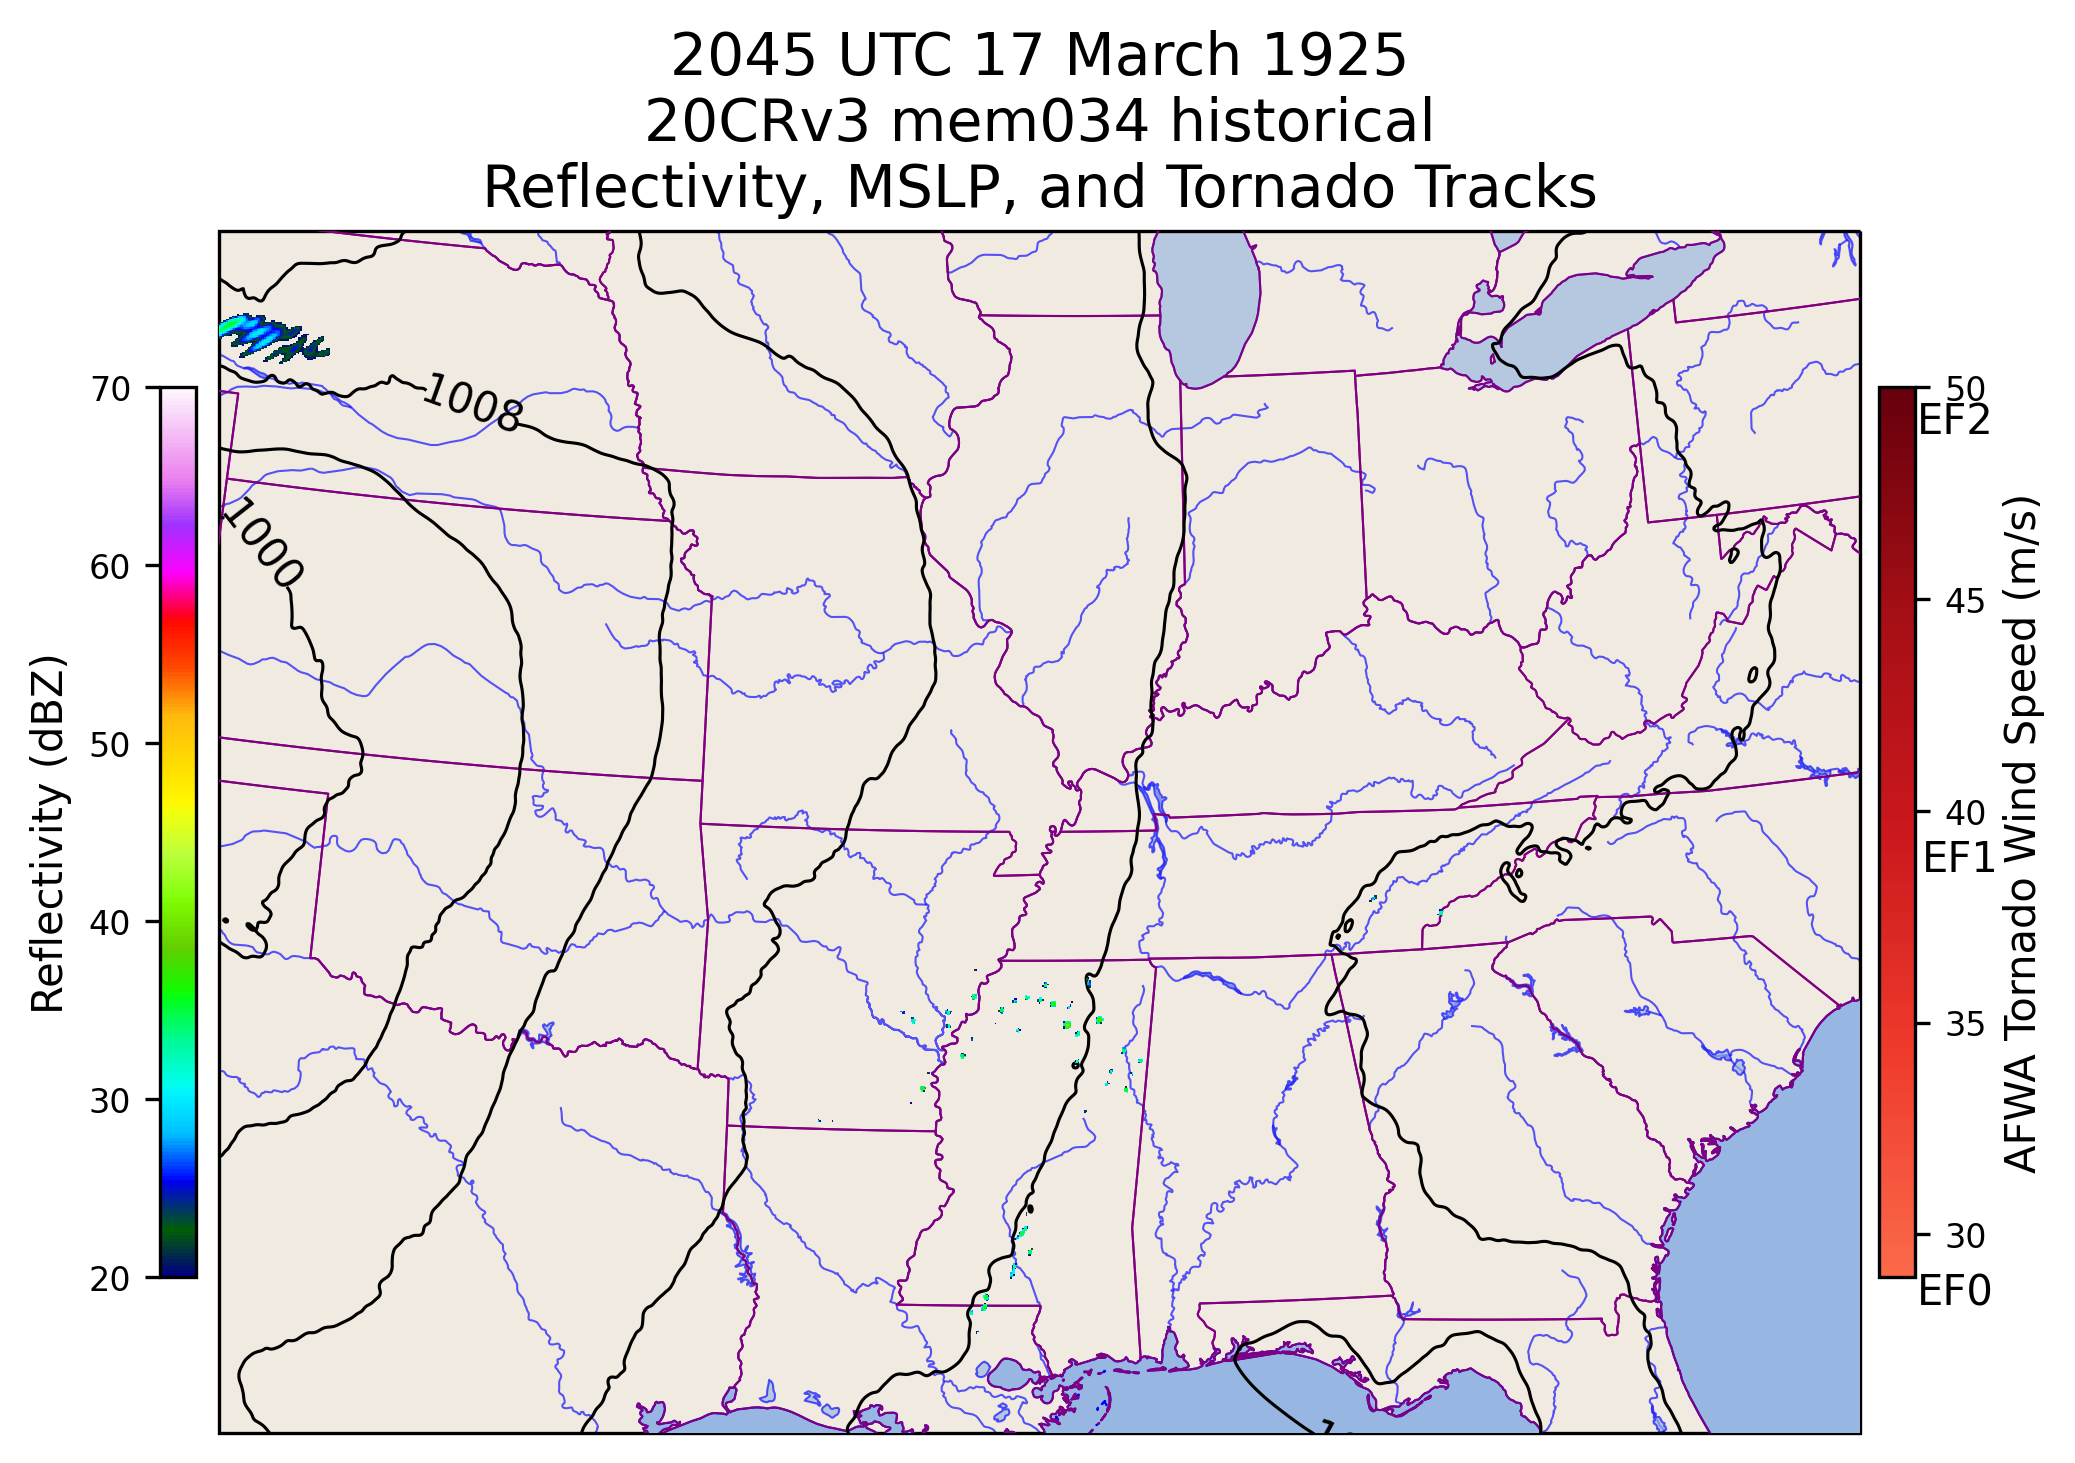 2045 UTC 17 March 1925
20CRv3 mem034 historical
Reflectivity, MSLP, and Tornado Tracks
1008
1000
70
60
50
40
30
20
Reflectivity (dBZ)
50
EF2
45
40
EF1
35
30
EF0
AFWA Tornado Wind Speed (m/s)